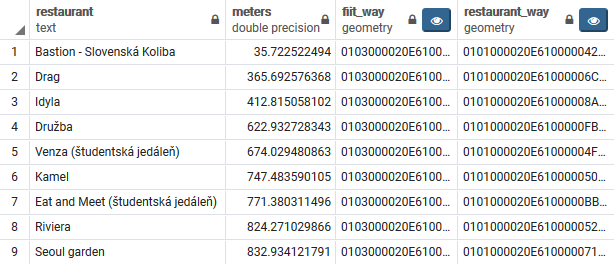 restaurant meters fiit_way restaurant_way
text double precision geometry geometry
1 Bastion - Slovenská Koliba 35.722522494 0103000020E6100... 0101000020E610000042...
2 Drag 365.692576368 0103000020E6100... 0101000020E61000006C...
3 Idyla 412.815058102 0103000020E6100... 0101000020E61000008A...
4 Družba 622.932728343 0103000020E6100... 0101000020E6100000FB...
5 Venza (študentská jedáleň) 674.029480863 0103000020E6100... 0101000020E61000004F...
6 Kamel 747.483590105 0103000020E6100... 0101000020E610000050...
7 Eat and Meet (študentská jedáleň) 771.380311496 0103000020E6100... 0101000020E6100000BB...
8 Riviera 824.271029866 0103000020E6100... 0101000020E610000052...
9 Seoul garden 832.934121791 0103000020E6100... 0101000020E610000071...